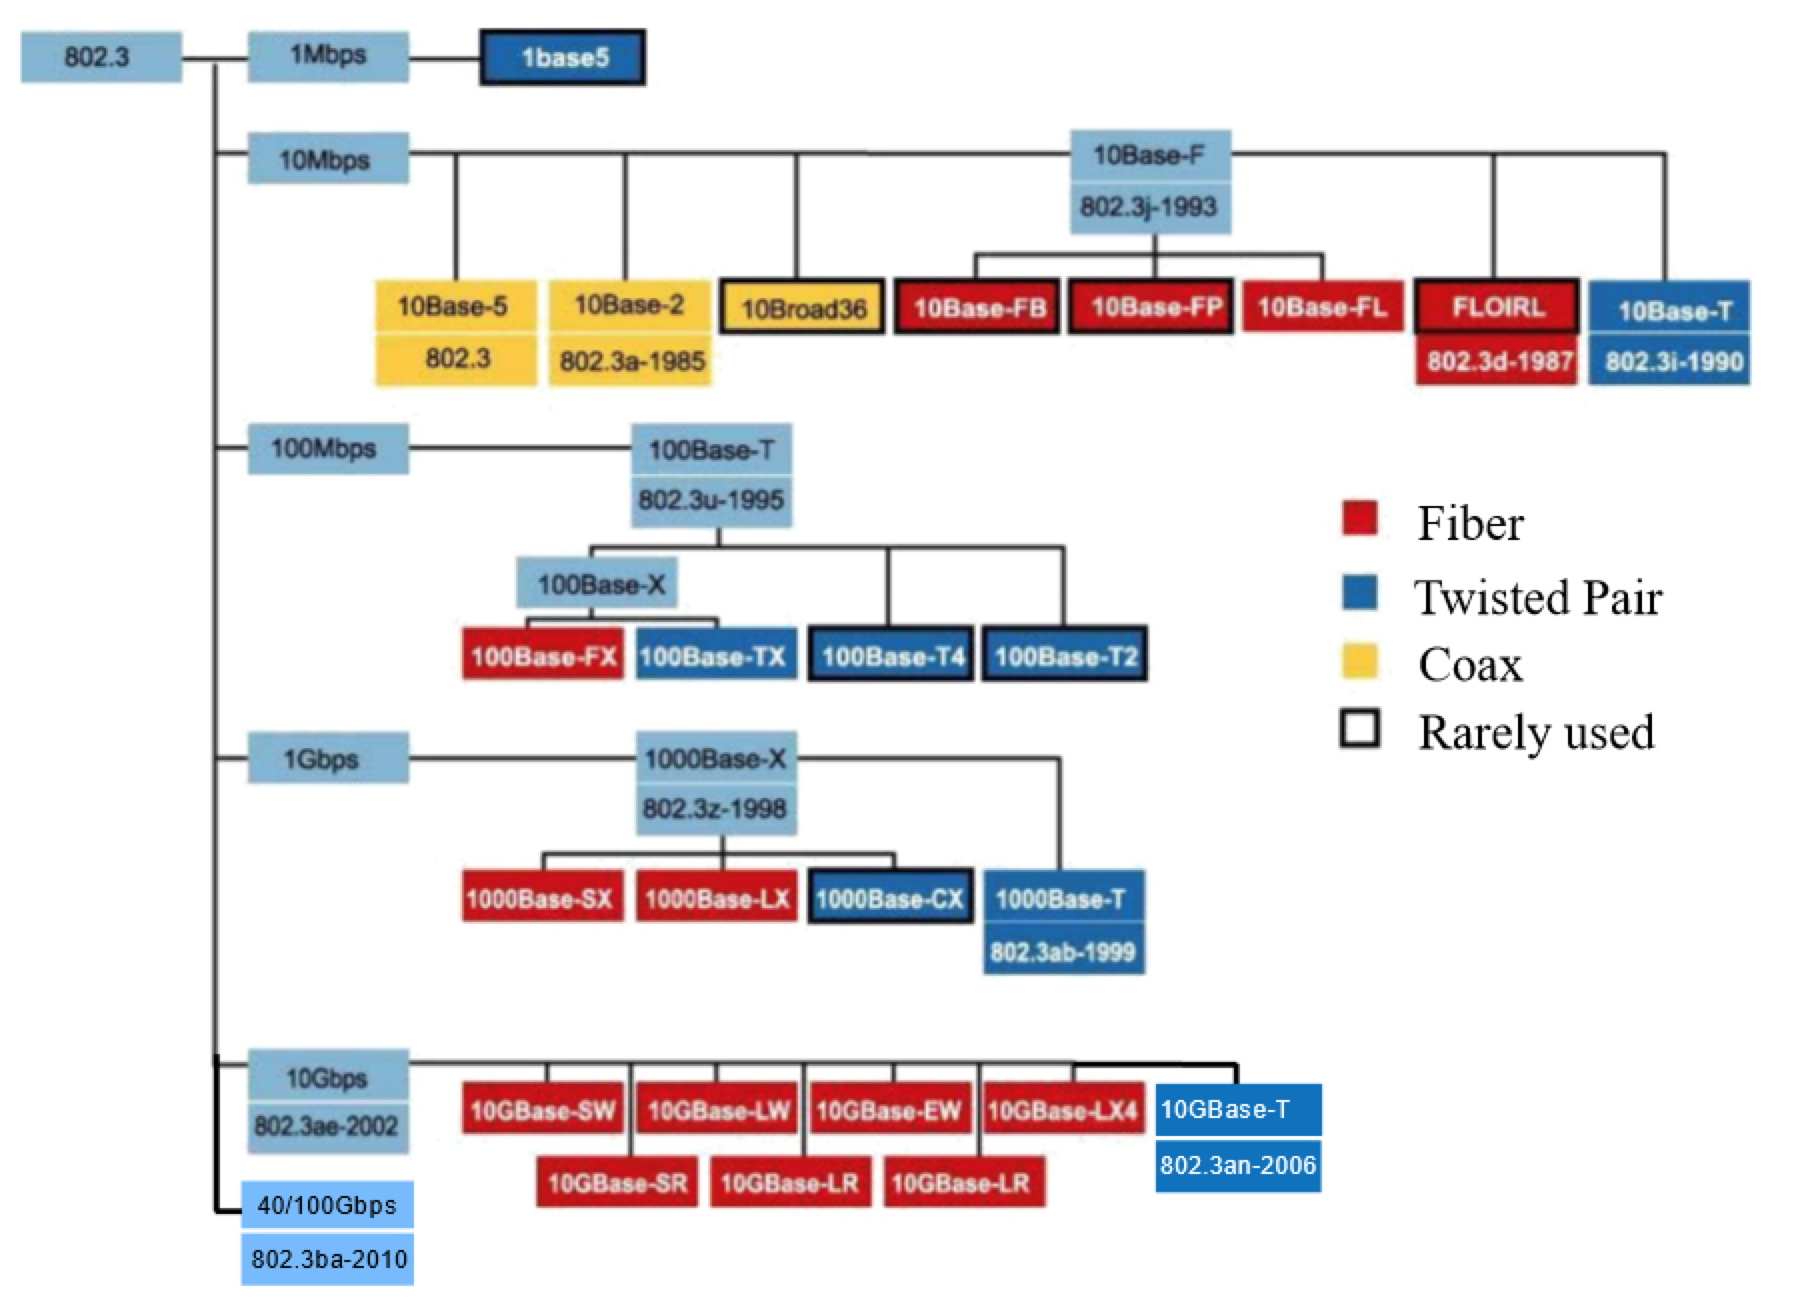 802.3
1Mbps
1base5
10Mbps
10Base-F
802.3j-1993
10Base-5
802.3
10Base-2
802.3a-1985
10Broad36
10Base-FB
10Base-FP
10Base-FL
FLOIRL
802.3d-1987
10Base-T
802.3i-1990
100Mbps
100Base-T
802.3u-1995
100Base-X
100Base-FX
100Base-TX
100Base-T4
100Base-T2
Fiber
Twisted Pair
Coax
Rarely used
1Gbps
1000Base-X
802.3z-1998
1000Base-SX
1000Base-LX
1000Base-CX
1000Base-T
802.3ab-1999
10Gbps
802.3ae-2002
10GBase-SW
10GBase-LW
10GBase-EW
10GBase-LX4
10GBase-T
802.3an-2006
10GBase-SR
10GBase-LR
10GBase-LR
40/100Gbps
802.3ba-2010